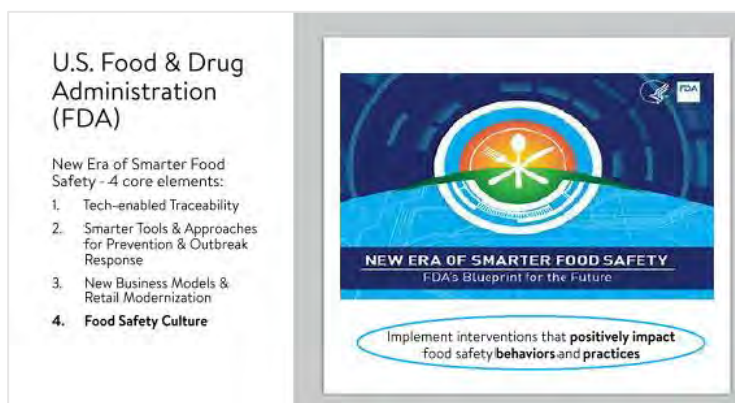 U.S. Food & Drug
Administration
(FDA)
New Era of Smarter Food
Safety - 4 core elements:
1. Tech-enabled Traceability
2. Smarter Tools & Approaches
for Prevention & Outbreak
Response
3. New Business Models &
Retail Modernization
4. Food Safety Culture
FDA
NEW ERA OF SMARTER FOOD SAFETY
FDA's Blueprint for the Future
Implement interventions that positively impact
food safety behaviors and practices